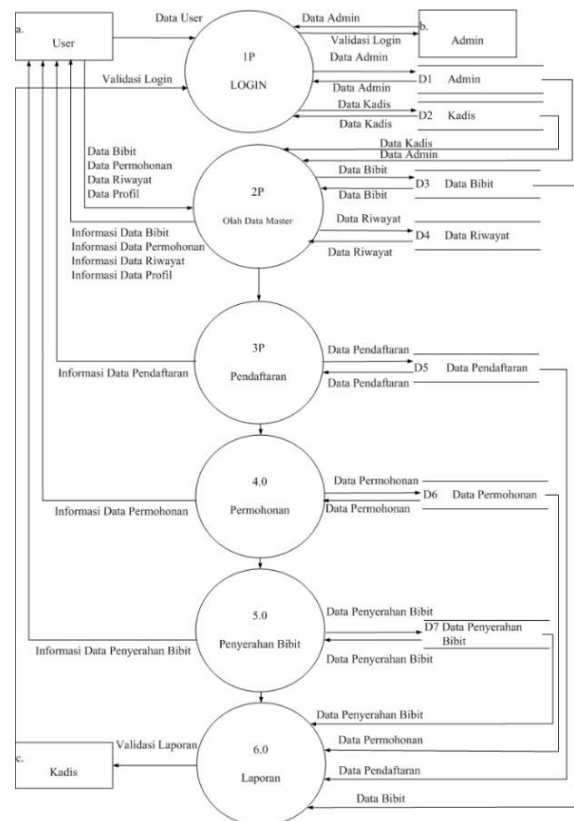 a.
User
Data User
1P
LOGIN
Data Admin
Validasi Login
b.
Admin
Validasi Login
Data Admin
Data Admin
D1 Admin
Data Kadis
Data Kadis
D2 Kadis
Data Kadis
Data Admin
Data Bibit
Data Permohonan
Data Riwayat
Data Profil
2P
Olah Data Master
Data Bibit
Data Bibit
D3 Data Bibit
Data Riwayat
Data Riwayat
D4 Data Riwayat
Informasi Data Bibit
Informasi Data Permohonan
Informasi Data Riwayat
Informasi Data Profil
3P
Pendaftaran
Informasi Data Pendaftaran
Data Pendaftaran
Data Pendaftaran
D5 Data Pendaftaran
4.0
Permohonan
Informasi Data Permohonan
Data Permohonan
Data Permohonan
D6 Data Permohonan
5.0
Penyerahan Bibit
Informasi Data Penyerahan Bibit
Data Penyerahan Bibit
Data Penyerahan Bibit
D7 Data Penyerahan
Bibit
6.0
Laporan
Data Penyerahan Bibit
Data Permohonan
Data Pendaftaran
Data Bibit
Validasi Laporan
c.
Kadis